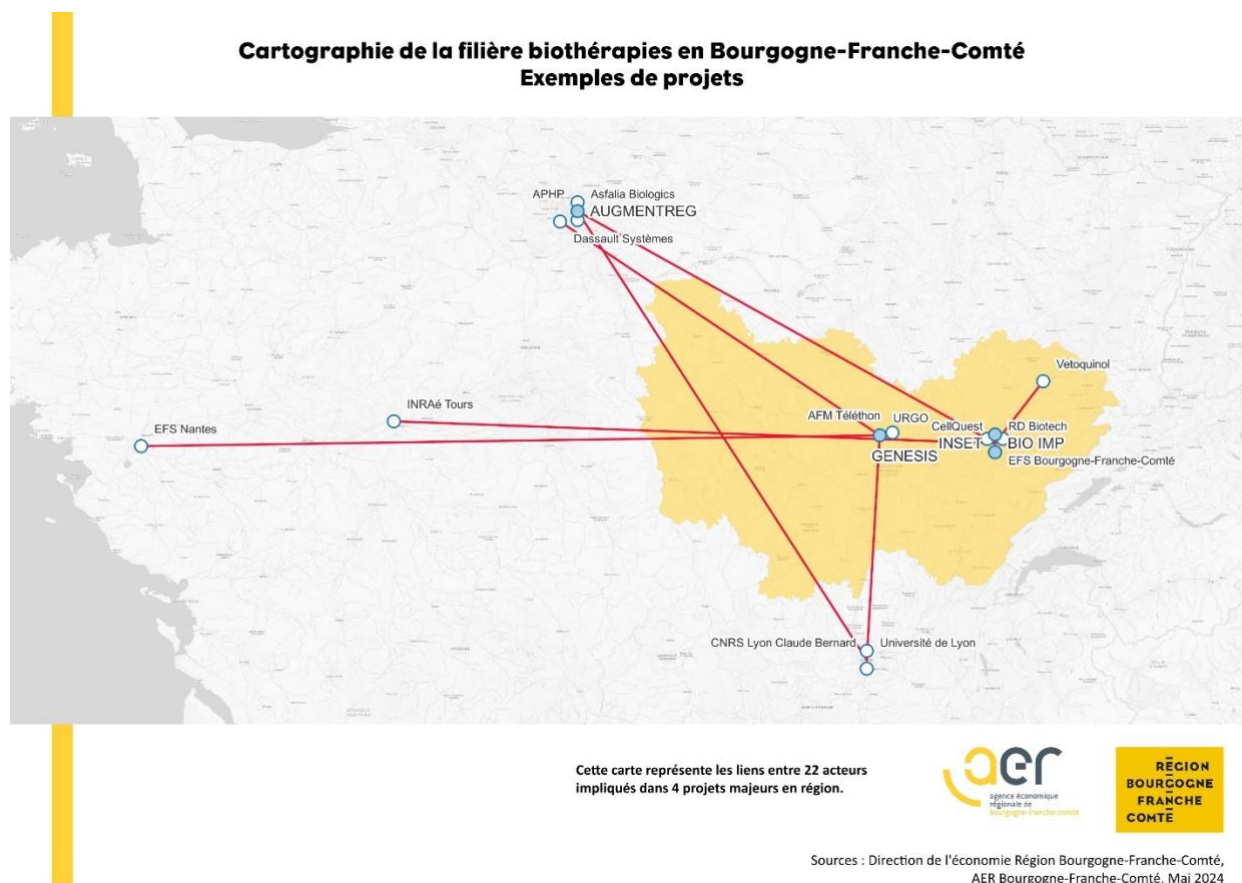 Cartographie de la filière biothérapies en Bourgogne-Franche-Comté
Exemples de projets
APHP
Asfalia Biologics
AUGMENTREG
Dassault Systèmes
Vetoquinol
INRAé Tours
EFS Nantes
AFM Téléthon
URGO
CellQuest
RD Biotech
GENESIS
INSET
BIO IMP
EFS Bourgogne-Franche-Comté
CNRS Lyon Claude Bernard
Université de Lyon
Cette carte représente les liens entre 22 acteurs
impliqués dans 4 projets majeurs en région.
aer
agence économique
régionale de
bourgogne-franche-comté
RÉGION
BOURGOGNE
FRANCHE
COMTÉ
Sources : Direction de l'économie Région Bourgogne-Franche-Comté,
AER Bourgogne-Franche-Comté, Mai 2024